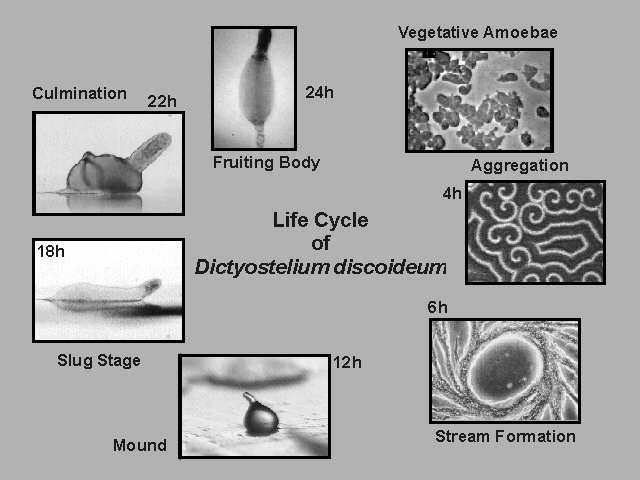 Vegetative Amoebae
Culmination
22h
24h
Fruiting Body
Aggregation
4h
Life Cycle
of
Dictyostelium discoideum
18h
6h
Slug Stage
12h
Mound
Stream Formation